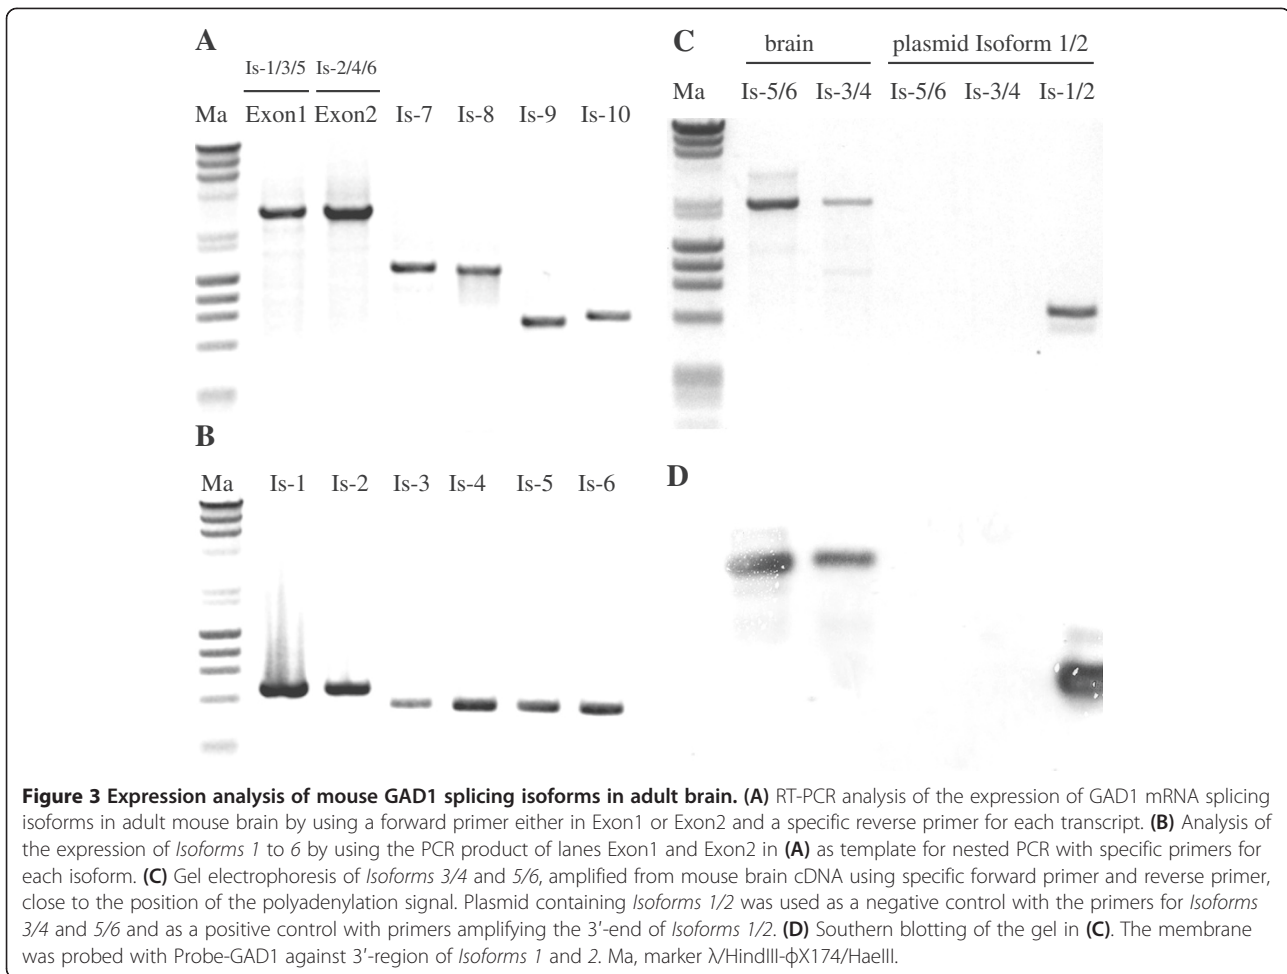 A
Is-1/3/5 Is-2/4/6
Ma Exon1 Exon2 Is-7 Is-8 Is-9 Is-10
B
Ma Is-1 Is-2 Is-3 Is-4 Is-5 Is-6
C
brain plasmid Isoform 1/2
Ma Is-5/6 Is-3/4 Is-5/6 Is-3/4 Is-1/2
D
Figure 3 Expression analysis of mouse GAD1 splicing isoforms in adult brain. (A) RT-PCR analysis of the expression of GAD1 mRNA splicing
isoforms in adult mouse brain by using a forward primer either in Exon1 or Exon2 and a specific reverse primer for each transcript. (B) Analysis of
the expression of Isoforms 1 to 6 by using the PCR product of lanes Exon1 and Exon2 in (A) as template for nested PCR with specific primers for
each isoform. (C) Gel electrophoresis of Isoforms 3/4 and 5/6, amplified from mouse brain cDNA using specific forward primer and reverse primer,
close to the position of the polyadenylation signal. Plasmid containing Isoforms 1/2 was used as a negative control with the primers for Isoforms
3/4 and 5/6 and as a positive control with primers amplifying the 3′-end of Isoforms 1/2. (D) Southern blotting of the gel in (C). The membrane
was probed with Probe-GAD1 against 3′-region of Isoforms 1 and 2. Ma, marker λ/HindIII-ϕX174/HaeIII.